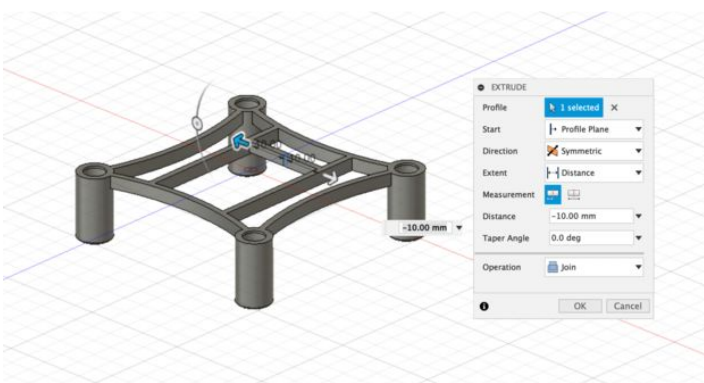 EXTRUDE
Profile 1 selected
Start Profile Plane
Direction Symmetric
Extent Distance
Measurement
Distance -10.00 mm
Taper Angle 0.0 deg
Operation Join
OK Cancel
-10.00 mm